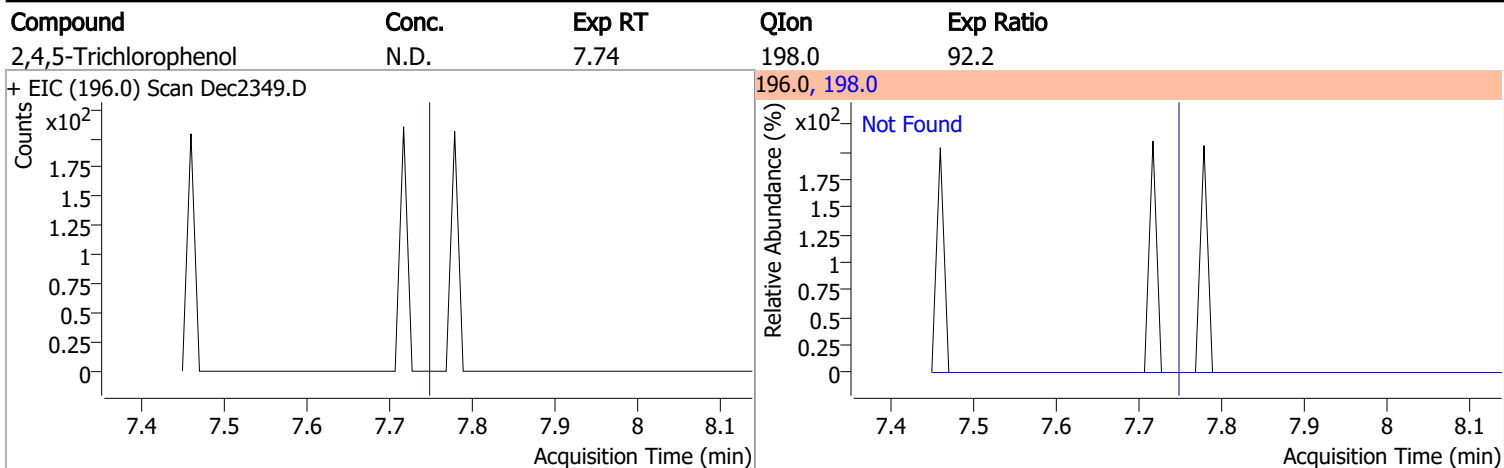 Compound Conc. Exp RT QIon Exp Ratio
2,4,5-Trichlorophenol N.D. 7.74 198.0 92.2
+ EIC (196.0) Scan Dec2349.D
Counts
x10²
1.75
1.5
1.25
1
0.75
0.5
0.25
0
7.4 7.5 7.6 7.7 7.8 7.9 8 8.1
Acquisition Time (min)
196.0, 198.0
Relative Abundance (%)
x10²
Not Found
1.75
1.5
1.25
1
0.75
0.5
0.25
0
7.4 7.5 7.6 7.7 7.8 7.9 8 8.1
Acquisition Time (min)